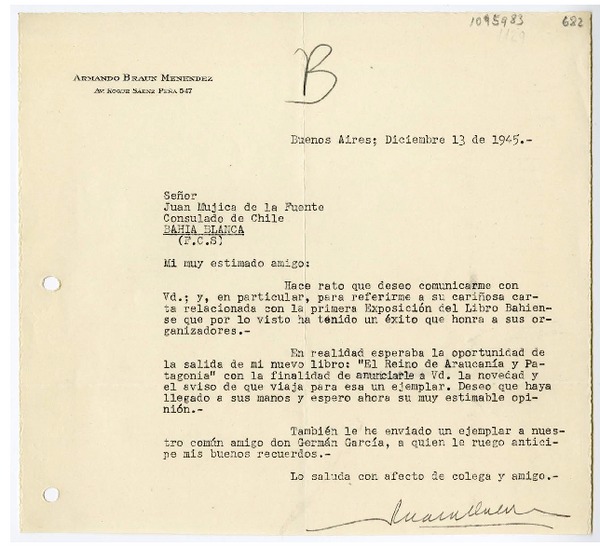 1095983 682
B
ARMANDO BRAUN MENENDEZ
AV. ROQUE SÁENZ PEÑA 547
Buenos Aires; Diciembre 13 de 1945.-
Señor
Juan Mujica de la Fuente
Consulado de Chile
BAHIA BLANCA
(F.C.S)
Mi muy estimado amigo:
Hace rato que deseo comunicarme con
Vd.; y, en particular, para referirme a su cariñosa car-
ta relacionada con la primera Exposición del Libro Bahien-
se que por lo visto ha tenido un éxito que honra a sus or-
ganizadores.-
En realidad esperaba la oportunidad de
la salida de mi nuevo libro: "El Reino de Araucanía y Pa-
tagonia" con la finalidad de anunciarle a Vd. la novedad y
el aviso de que viaja para esa un ejemplar. Deseo que haya
llegado a sus manos y espero ahora su muy estimable opi-
nión.-
También le he enviado un ejemplar a nues-
tro común amigo don Germán García, a quien le ruego antici-
pe mis buenos recuerdos.-
Lo saluda con afecto de colega y amigo.-